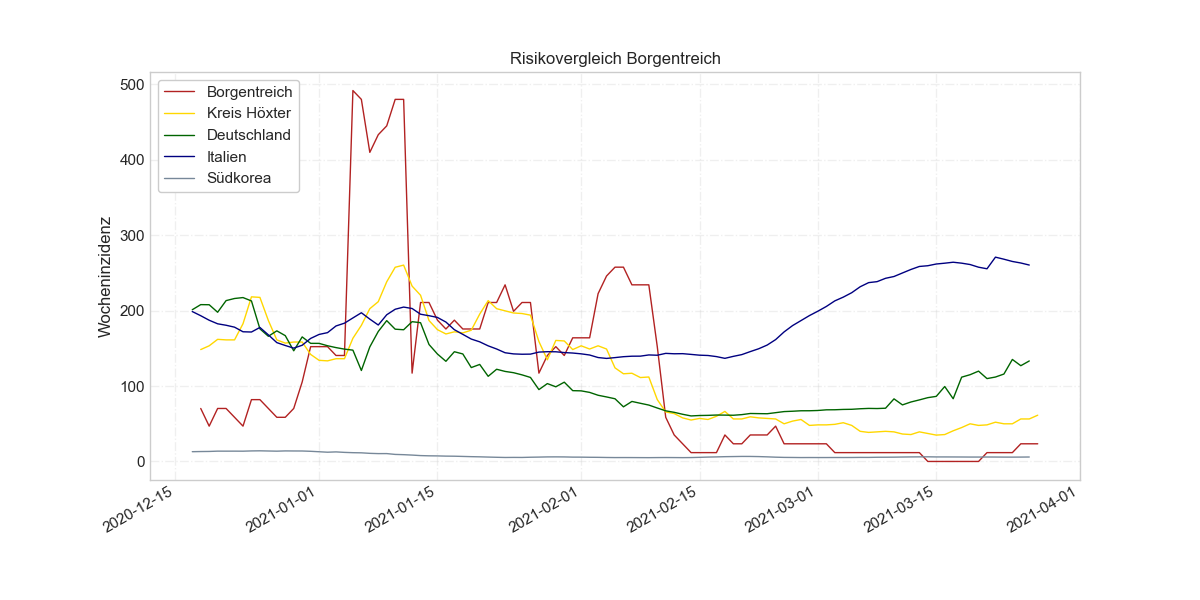 Risikovergleich Borgentreich
Borgentreich
Kreis Höxter
Deutschland
Italien
Südkorea
Wocheninzidenz
500
400
300
200
100
0
2020-12-15
2021-01-01
2021-01-15
2021-02-01
2021-02-15
2021-03-01
2021-03-15
2021-04-01